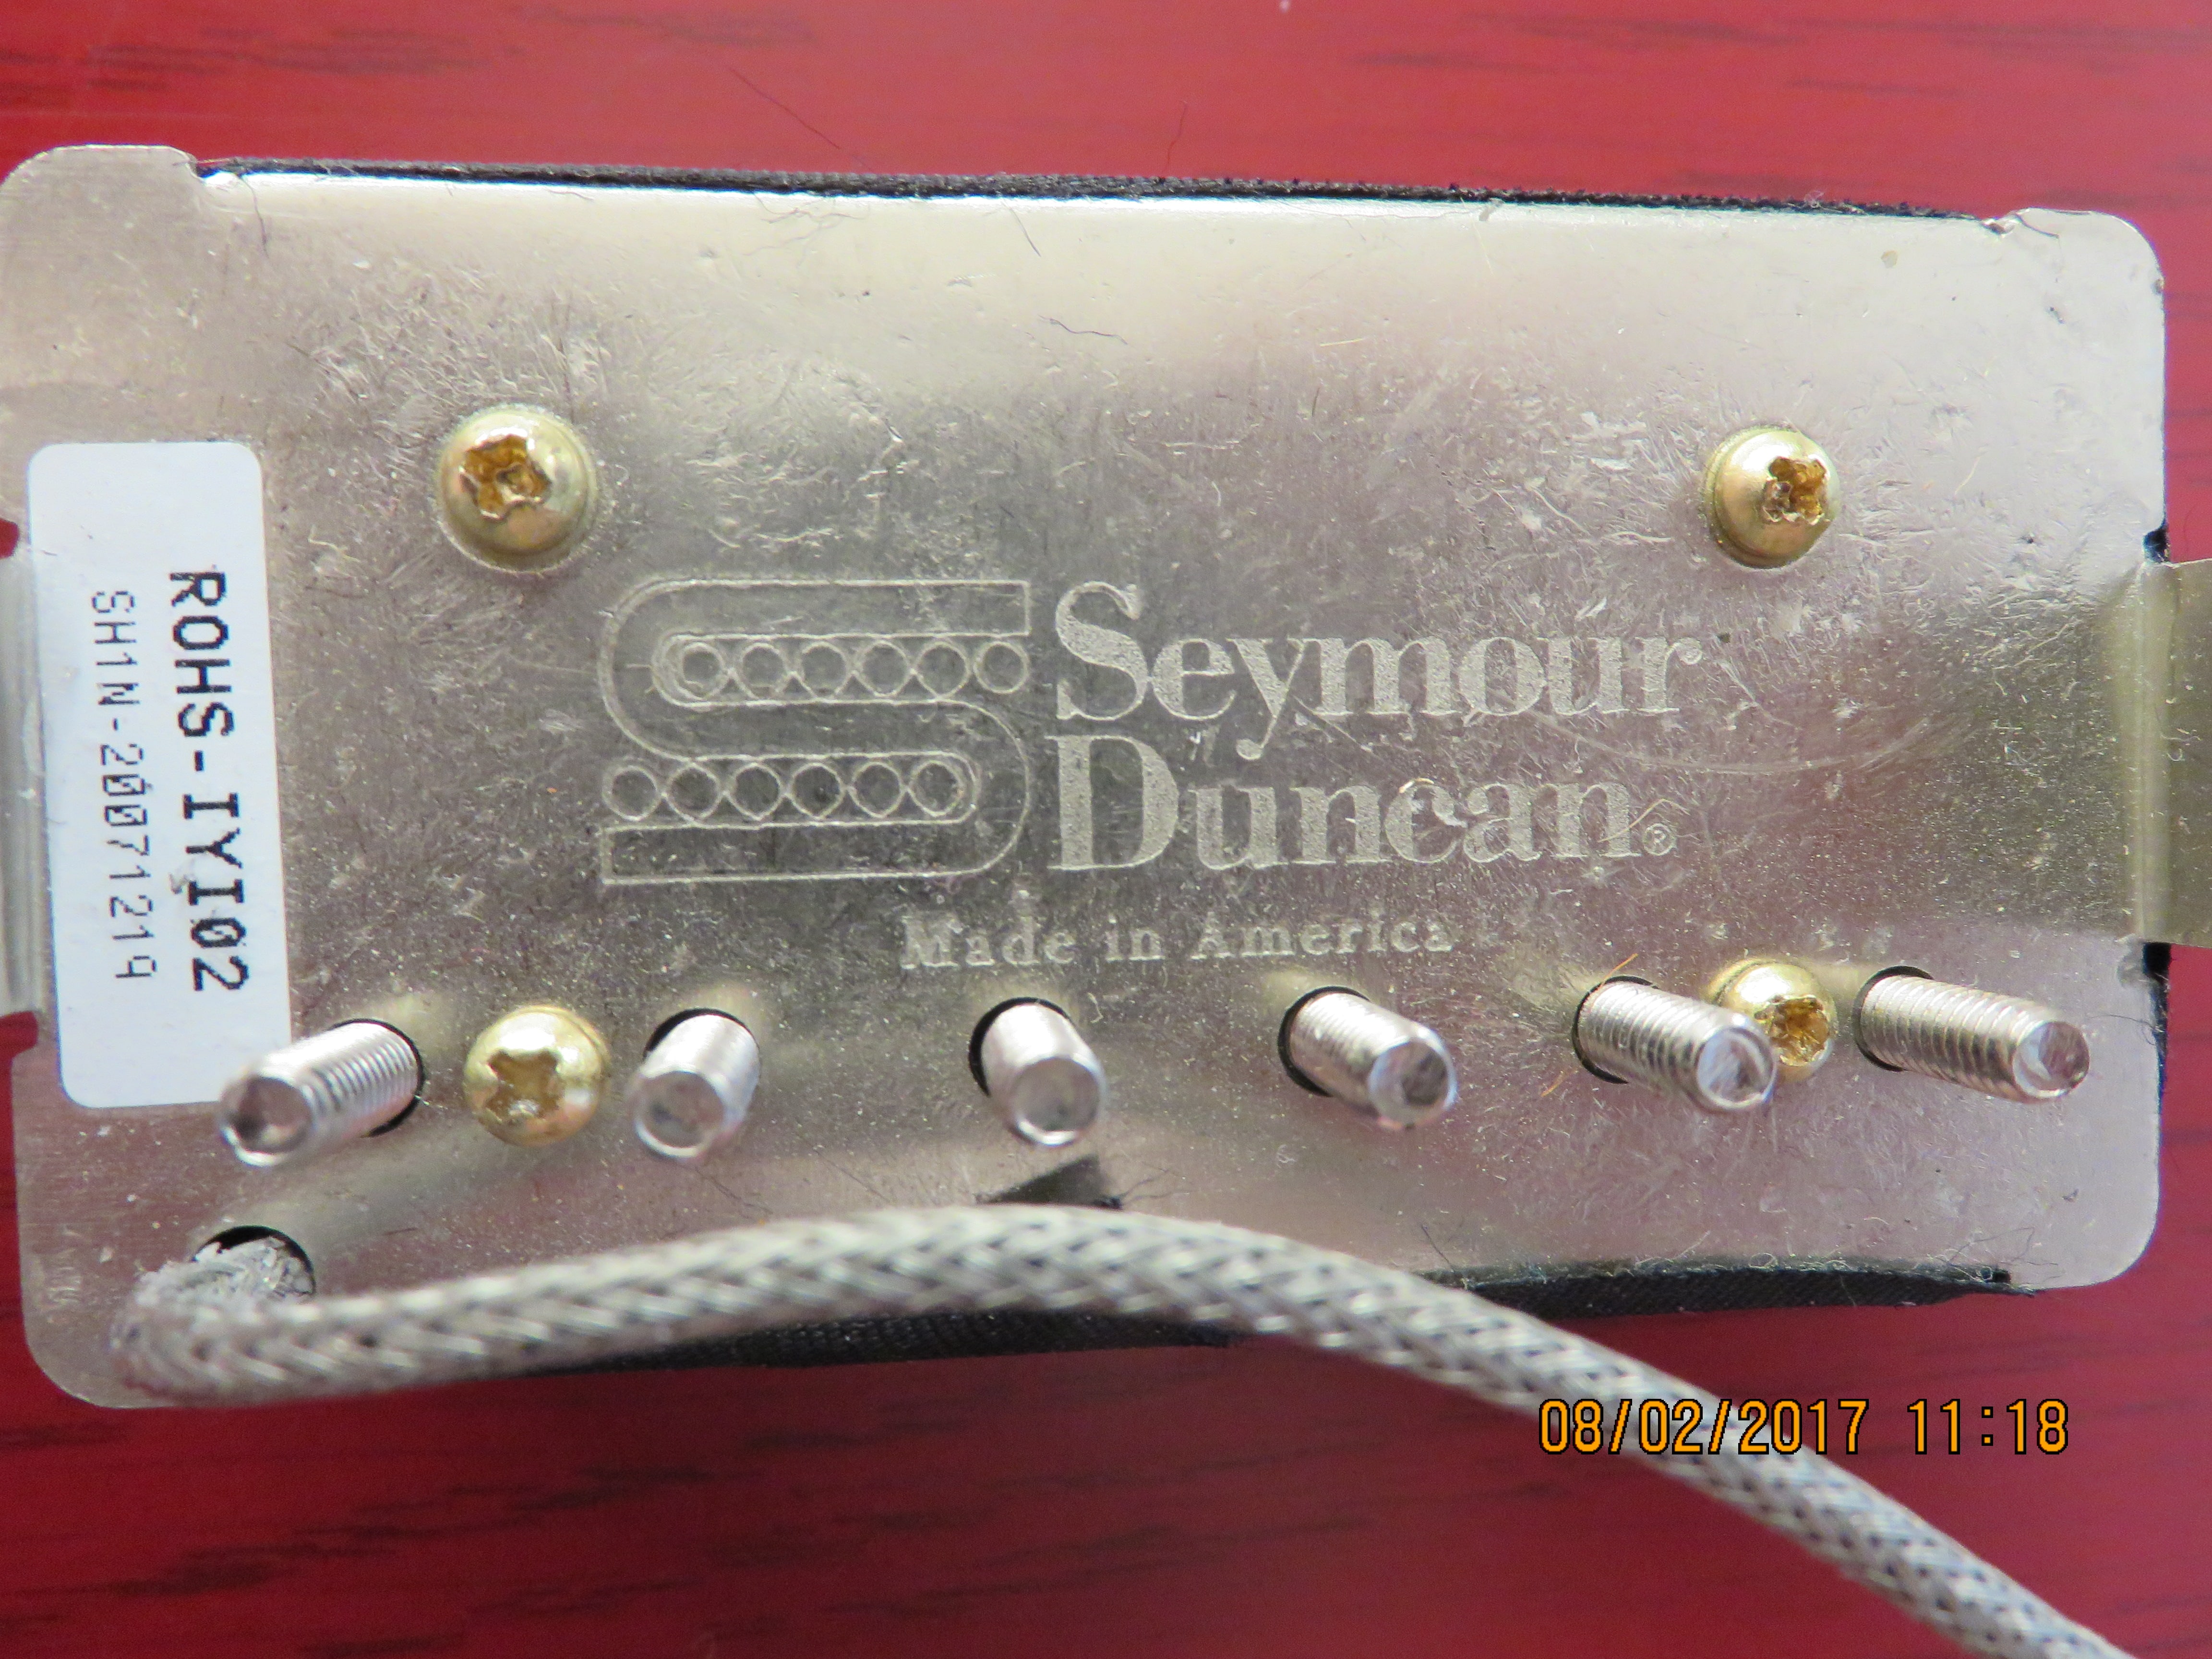 Seymour
Duncan®
Made in America
ROHS-IYI02
SH1N-20071219
08/02/2017 11:18